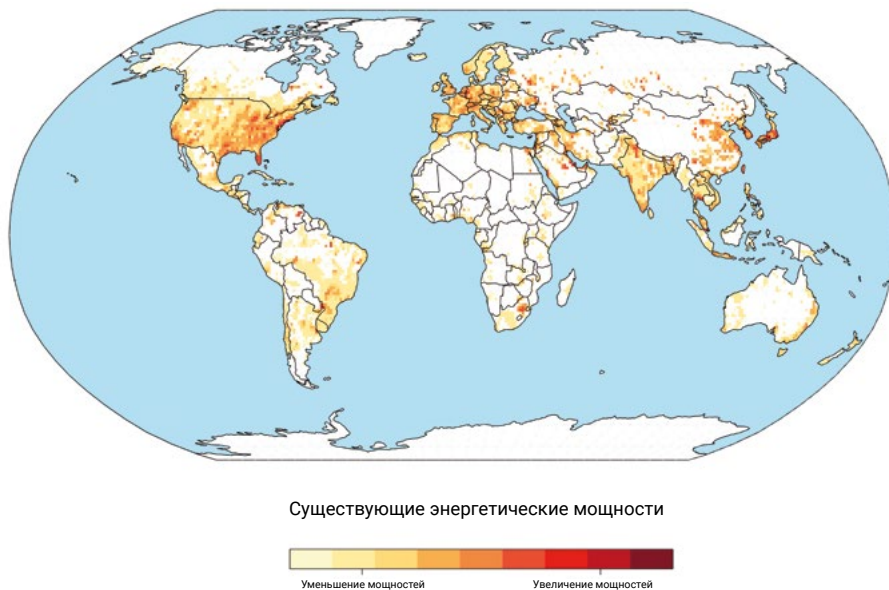 Существующие энергетические мощности
Уменьшение мощностей
Увеличение мощностей